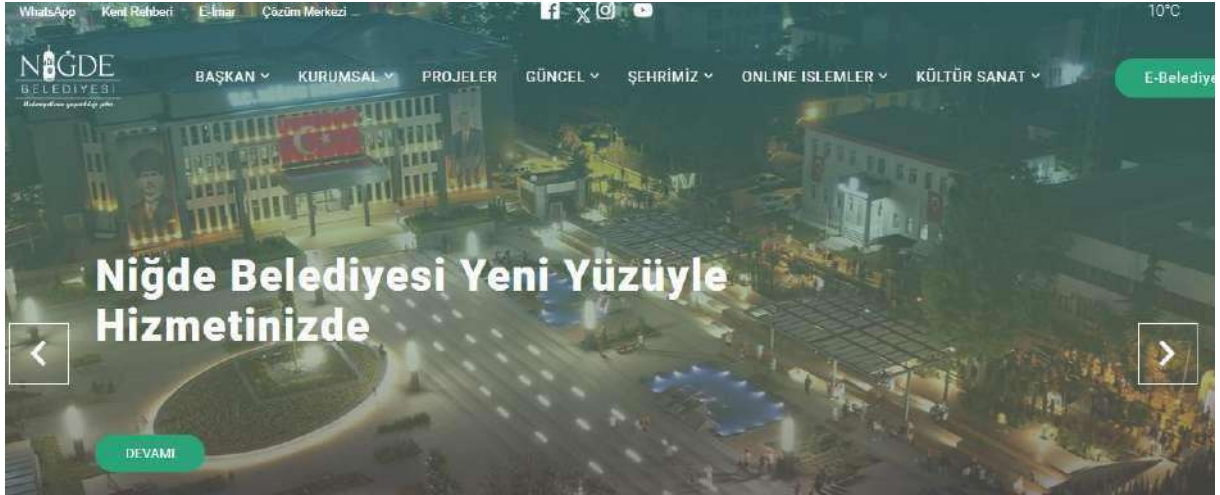 WhatsApp Kent Rehberi E-İmar Çözüm Merkezi 10°C
NİĞDE
BELEDİYESİ
BAŞKAN KURUMSAL PROJELER GÜNCEL ŞEHRİMİZ ONLINE ISLEMLER KÜLTÜR SANAT E-Belediye
Niğde Belediyesi Yeni Yüzüyle
Hizmetinizde
DEVAMI